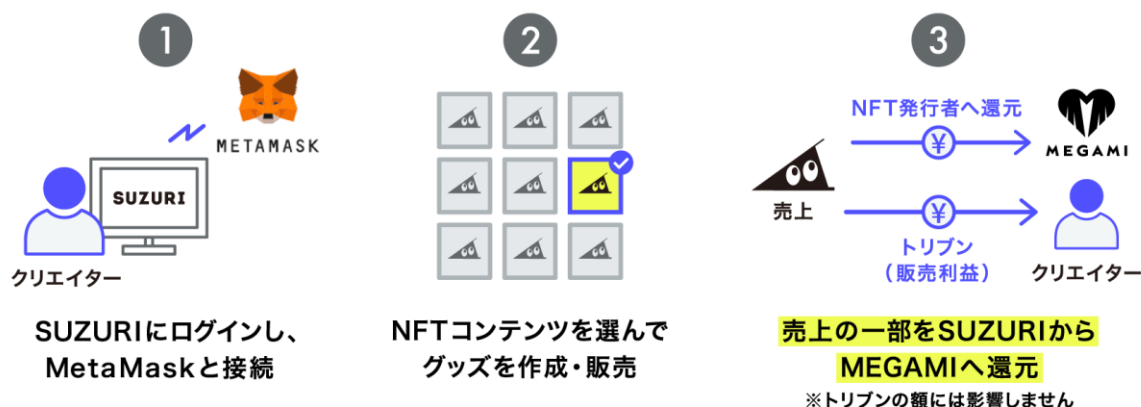 1
METAMASK
SUZURI
クリエイター
SUZURIにログインし、
MetaMaskと接続
2
NFTコンテンツを選んで
グッズを作成・販売
3
NFT発行者へ還元
¥
MEGAMI
売上
¥
トリブン
（販売利益）
クリエイター
売上の一部をSUZURIから
MEGAMIへ還元
※トリブンの額には影響しません